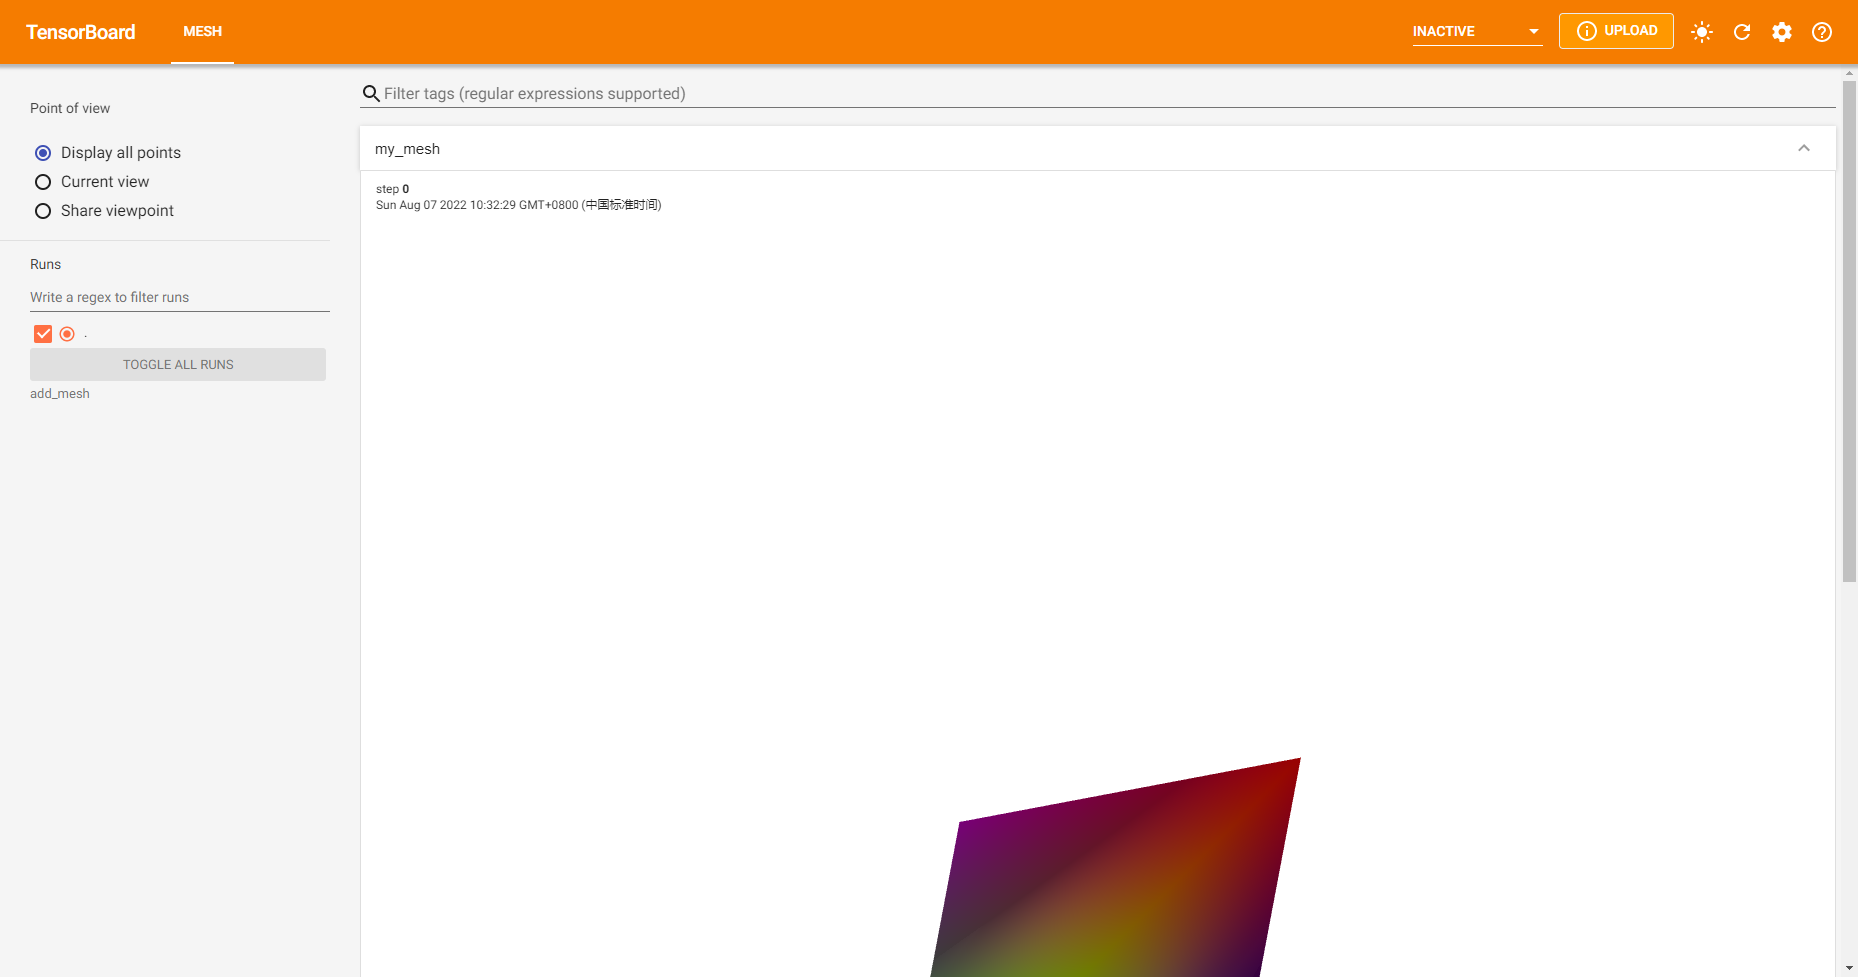 TensorBoard MESH INACTIVE UPLOAD
Point of view
Display all points
Current view
Share viewpoint
Runs
Write a regex to filter runs
.
TOGGLE ALL RUNS
add_mesh
Filter tags (regular expressions supported)
my_mesh
step 0
Sun Aug 07 2022 10:32:29 GMT+0800 (中国标准时间)